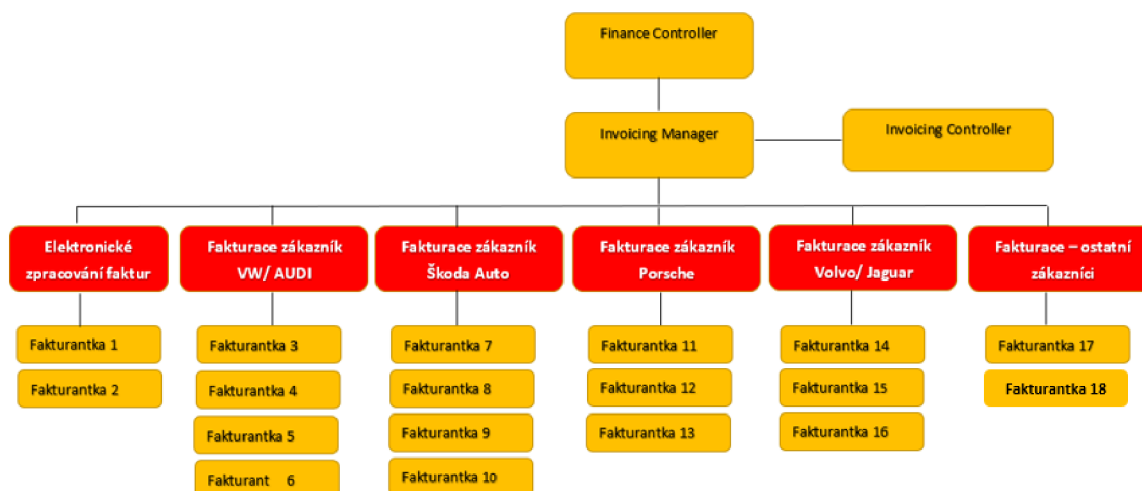 Finance Controller
Invoicing Manager
Invoicing Controller
Elektronické
zpracování faktur
Fakturace zákazník
VW/ AUDI
Fakturace zákazník
Škoda Auto
Fakturace zákazník
Porsche
Fakturace zákazník
Volvo/ Jaguar
Fakturace – ostatní
zákazníci
Fakturantka 1
Fakturantka 2
Fakturantka 3
Fakturantka 4
Fakturantka 5
Fakturant 6
Fakturantka 7
Fakturantka 8
Fakturantka 9
Fakturantka 10
Fakturantka 11
Fakturantka 12
Fakturantka 13
Fakturantka 14
Fakturantka 15
Fakturantka 16
Fakturantka 17
Fakturantka 18